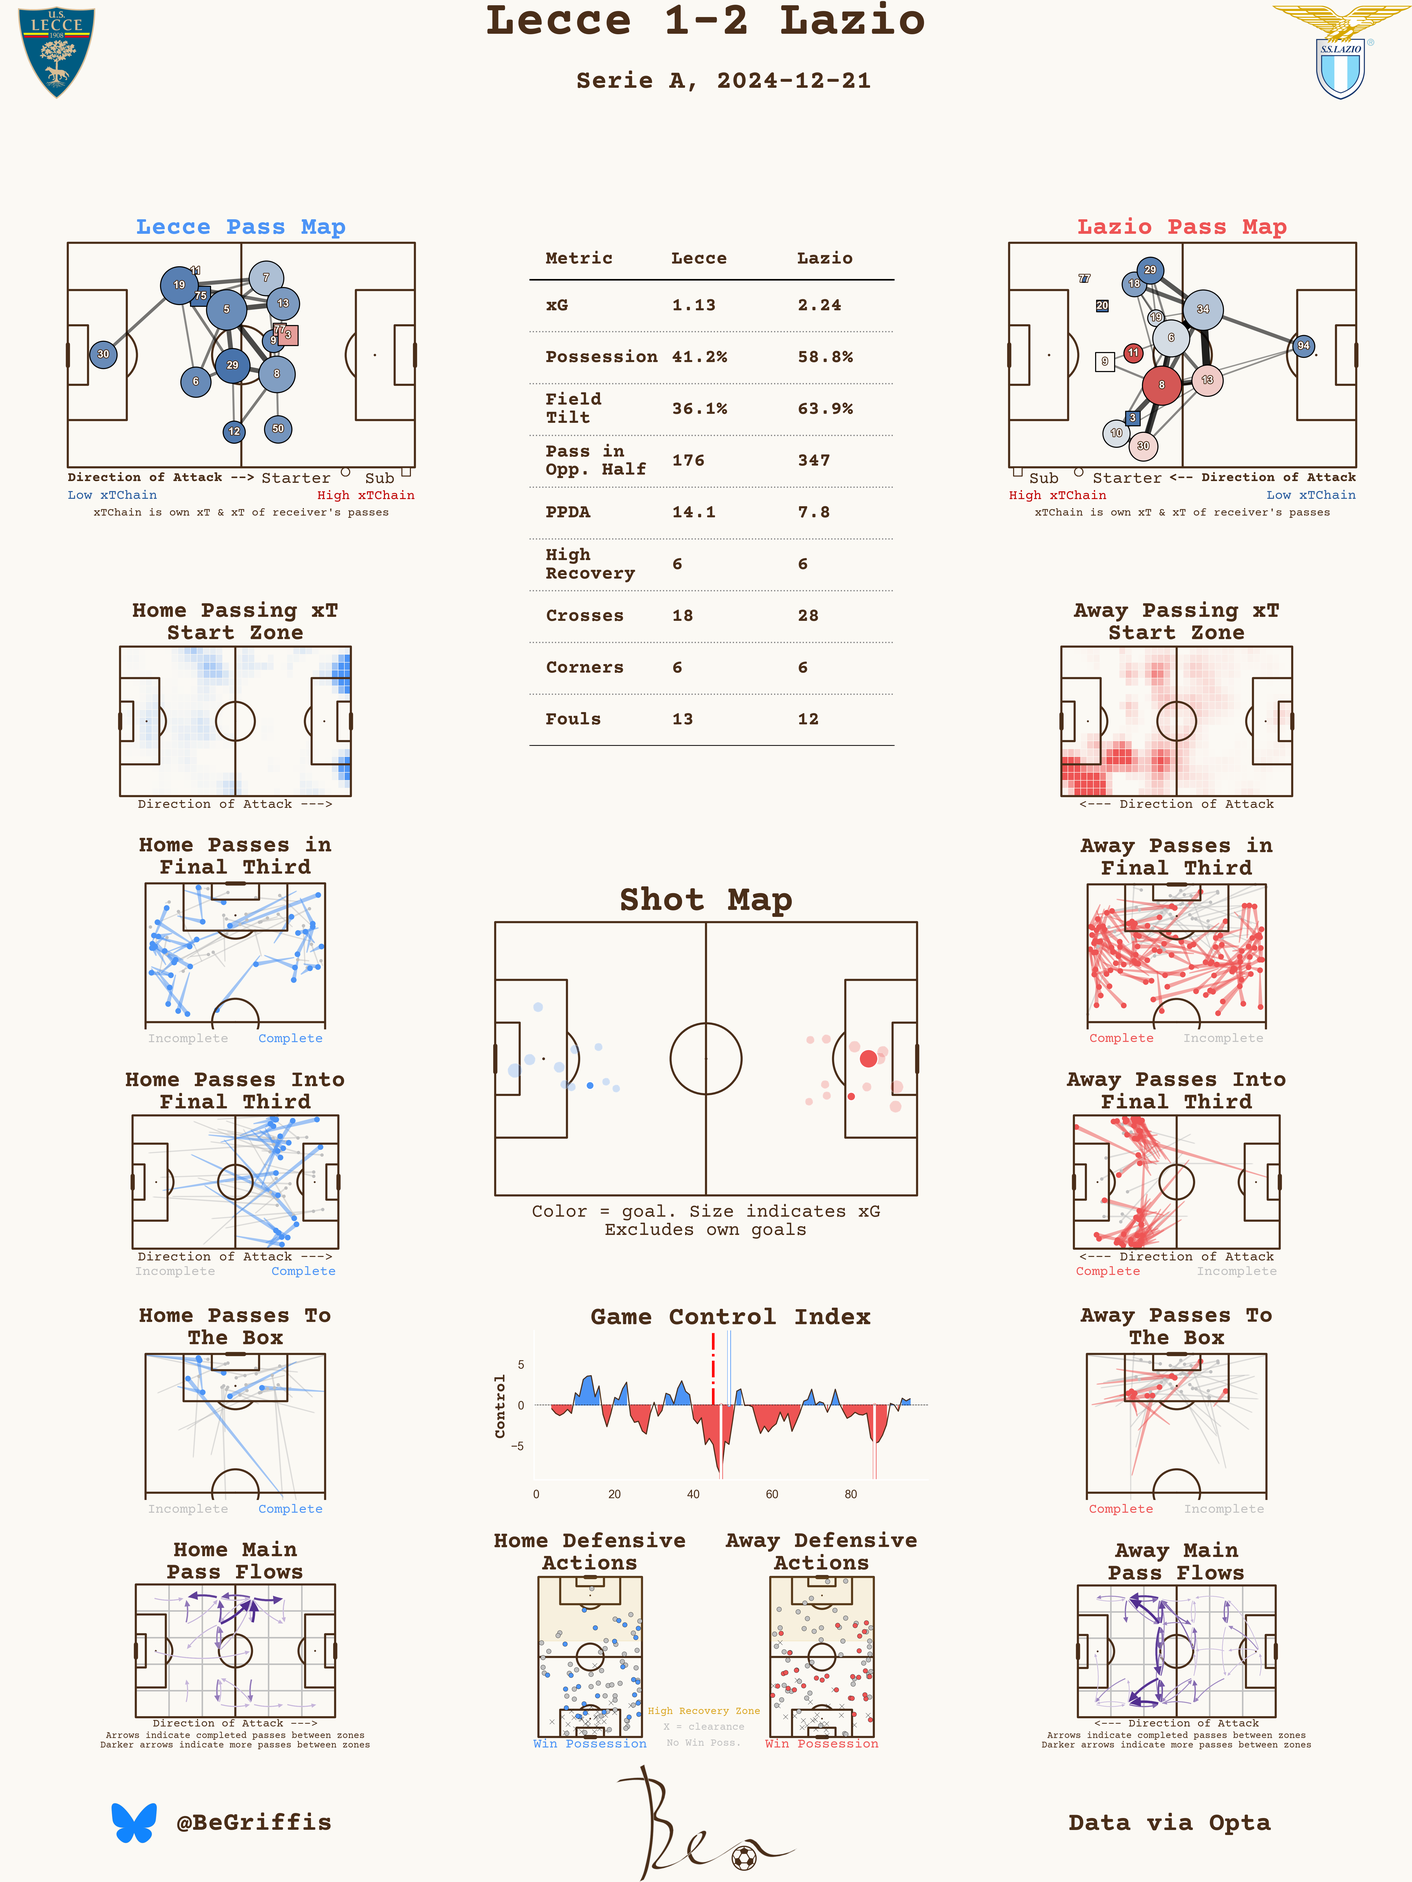 Lecce 1-2 Lazio
Serie A, 2024-12-21
U.S.
LECCE
1908
S.S.LAZIO
®
Lecce Pass Map
11
19
75
7
5
13
77
3
9
30
29
8
6
12
50
Direction of Attack --> Starter Sub
Low xTChain High xTChain
xTChain is own xT & xT of receiver's passes
Metric Lecce Lazio
xG 1.13 2.24
Possession 41.2% 58.8%
Field
Tilt 36.1% 63.9%
Pass in
Opp. Half 176 347
PPDA 14.1 7.8
High
Recovery 6 6
Crosses 18 28
Corners 6 6
Fouls 13 12
Lazio Pass Map
77
29
18
20
19
34
6
94
9
11
8
13
3
10
30
Sub Starter <-- Direction of Attack
High xTChain Low xTChain
xTChain is own xT & xT of receiver's passes
Home Passing xT
Start Zone
Direction of Attack --->
Away Passing xT
Start Zone
<--- Direction of Attack
Home Passes in
Final Third
Incomplete Complete
Away Passes in
Final Third
Complete Incomplete
Shot Map
Color = goal. Size indicates xG
Excludes own goals
Home Passes Into
Final Third
Direction of Attack --->
Incomplete Complete
Away Passes Into
Final Third
<--- Direction of Attack
Complete Incomplete
Home Passes To
The Box
Incomplete Complete
Game Control Index
Control
5
0
−5
0 20 40 60 80
Away Passes To
The Box
Complete Incomplete
Home Main
Pass Flows
Direction of Attack --->
Arrows indicate completed passes between zones
Darker arrows indicate more passes between zones
Home Defensive
Actions
Win Possession
High Recovery Zone
X = clearance
No Win Poss.
Away Defensive
Actions
Win Possession
Away Main
Pass Flows
<--- Direction of Attack
Arrows indicate completed passes between zones
Darker arrows indicate more passes between zones
@BeGriffis
Ben
Data via Opta